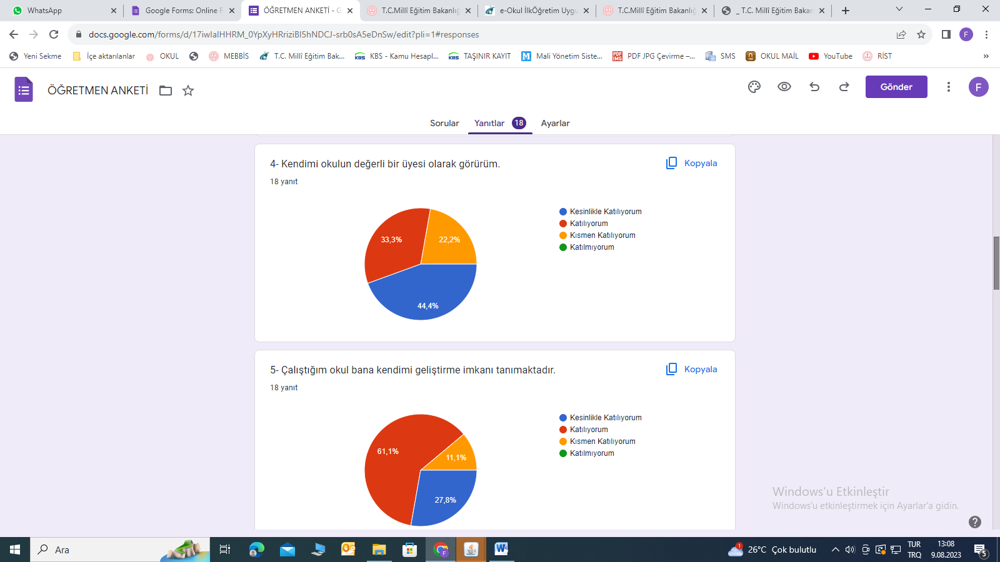 WhatsApp
Google Forms: Online F
ÖĞRETMEN ANKETİ - G
T.C.Millî Eğitim Bakanlığ
e-Okul İlkÖğretim Uygu
T.C.Millî Eğitim Bakanlığ
_ T.C. Millî Eğitim Bakan
docs.google.com/forms/d/17iwIalHHRM_0YpXyHRriziBl5hNDCJ-srb0sA5eDnSw/edit?pli=1#responses
F
Yeni Sekme
İçe aktarılanlar
OKUL
MEBBİS
T.C. Millî Eğitim Bak...
KBS - Kamu Hesapl...
TAŞINIR KAYIT
Mali Yönetim Siste...
PDF JPG Çevirme –...
SMS
OKUL MAİL
YouTube
RİST
»
ÖĞRETMEN ANKETİ
Gönder
F
Sorular
Yanıtlar 18
Ayarlar
4- Kendimi okulun değerli bir üyesi olarak görürüm.
Kopyala
18 yanıt
33,3%
22,2%
44,4%
Kesinlikle Katılıyorum
Katılıyorum
Kısmen Katılıyorum
Katılmıyorum
5- Çalıştığım okul bana kendimi geliştirme imkanı tanımaktadır.
Kopyala
18 yanıt
61,1%
11,1%
27,8%
Kesinlikle Katılıyorum
Katılıyorum
Kısmen Katılıyorum
Katılmıyorum
Windows'u Etkinleştir
Windows'u etkinleştirmek için Ayarlar'a gidin.
Ara
1
26°C Çok bulutlu
TUR
TRQ
13:08
9.08.2023
5